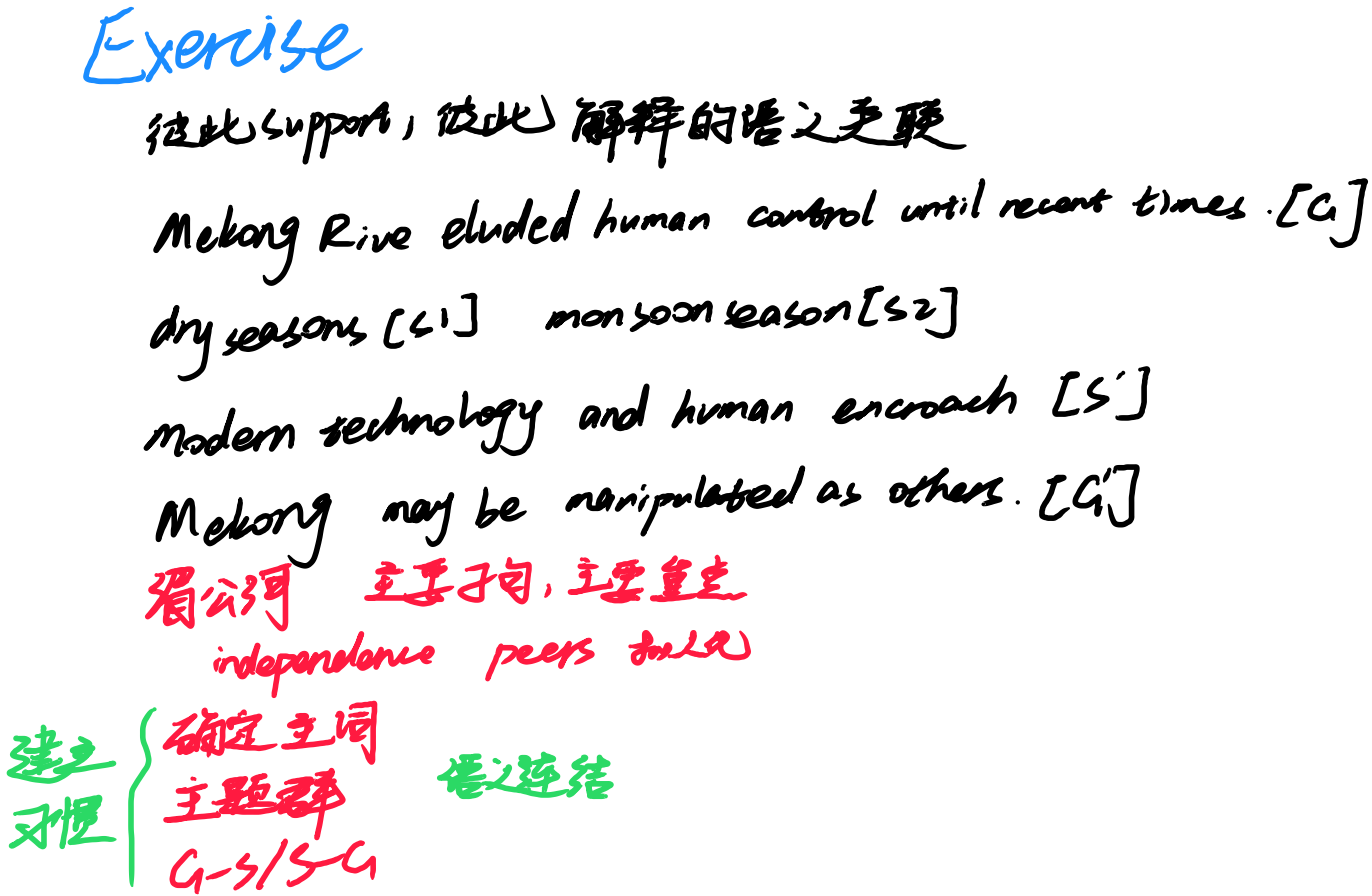 Exercise
彼此support，彼此解释的语义关联
Mekong Rive eluded human control until recent times. [G]
dry seasons [S1] monsoon season [S2]
modern technology and human encroach [S']
Mekong may be manipulated as others. [G']
湄公河 主要子句，主要重点
independence peers
建立习惯
确定主词
主题群
G-S/S-G
语义连结